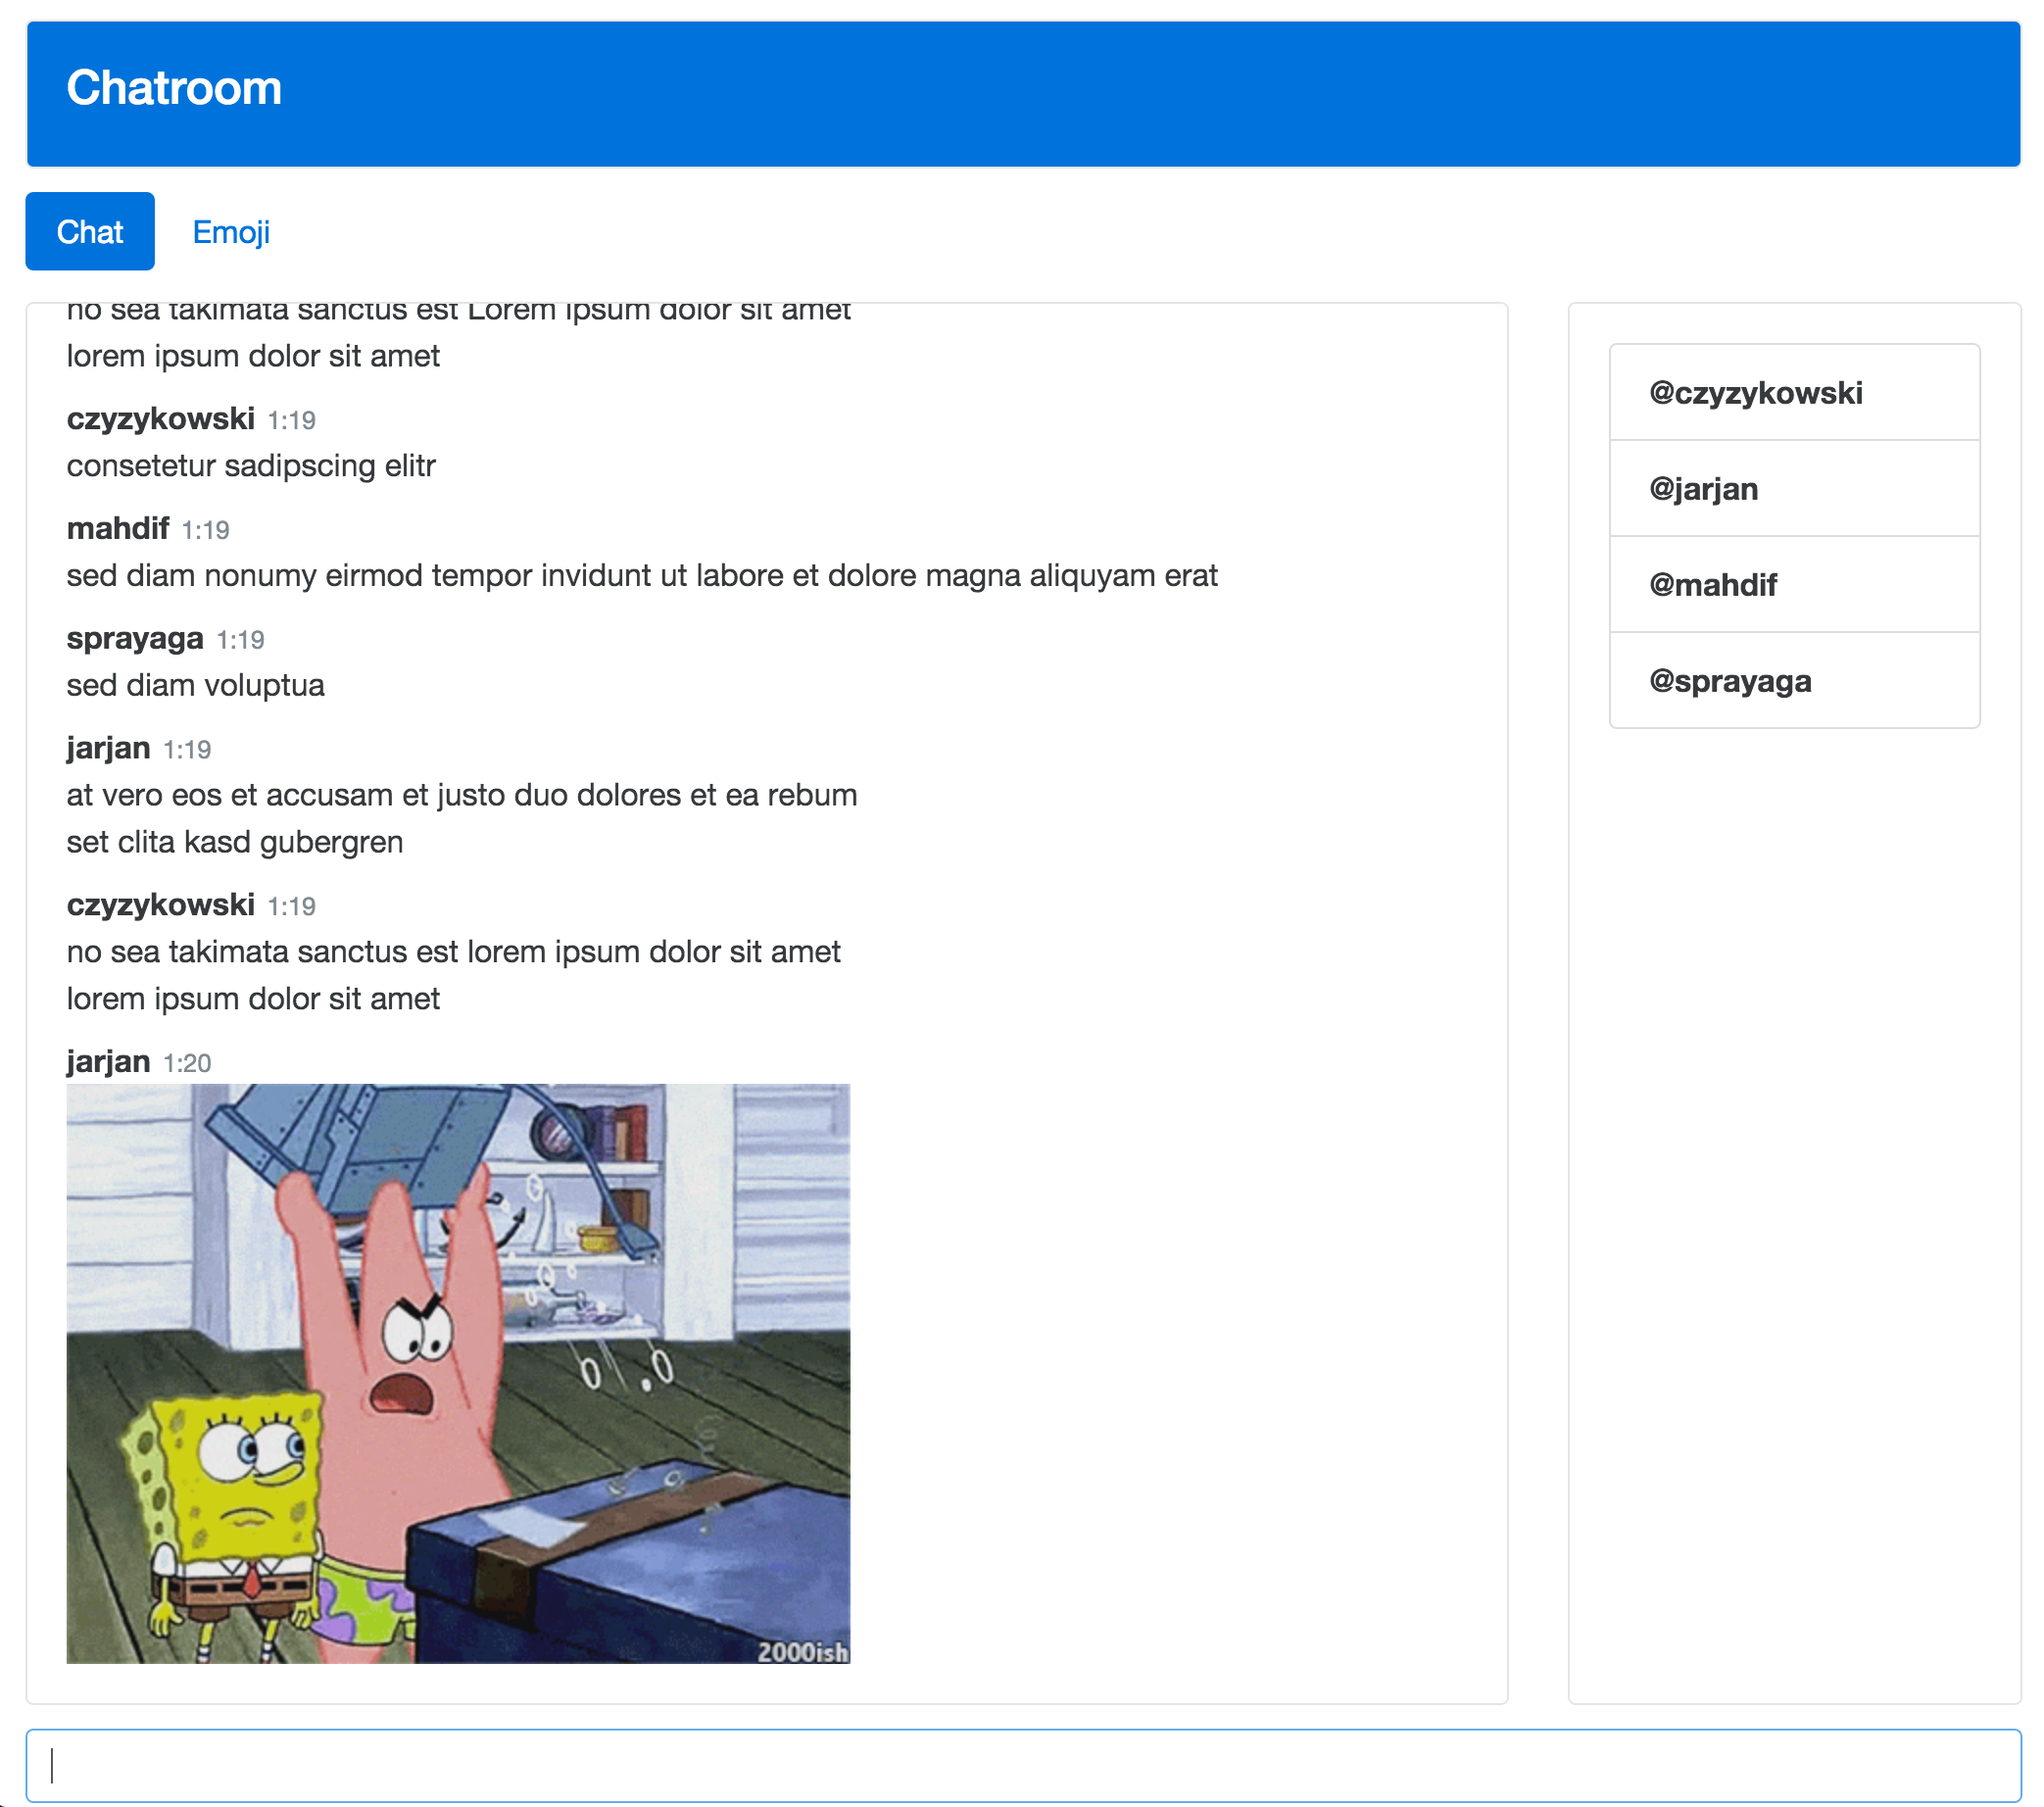 Chatroom
Chat
Emoji
no sea takimata sanctus est Lorem ipsum dolor sit amet
lorem ipsum dolor sit amet
czyzykowski 1:19
consetetur sadipscing elitr
mahdif 1:19
sed diam nonumy eirmod tempor invidunt ut labore et dolore magna aliquyam erat
sprayaga 1:19
sed diam voluptua
jarjan 1:19
at vero eos et accusam et justo duo dolores et ea rebum
set clita kasd gubergren
czyzykowski 1:19
no sea takimata sanctus est lorem ipsum dolor sit amet
lorem ipsum dolor sit amet
jarjan 1:20
2000ish
@czyzykowski
@jarjan
@mahdif
@sprayaga